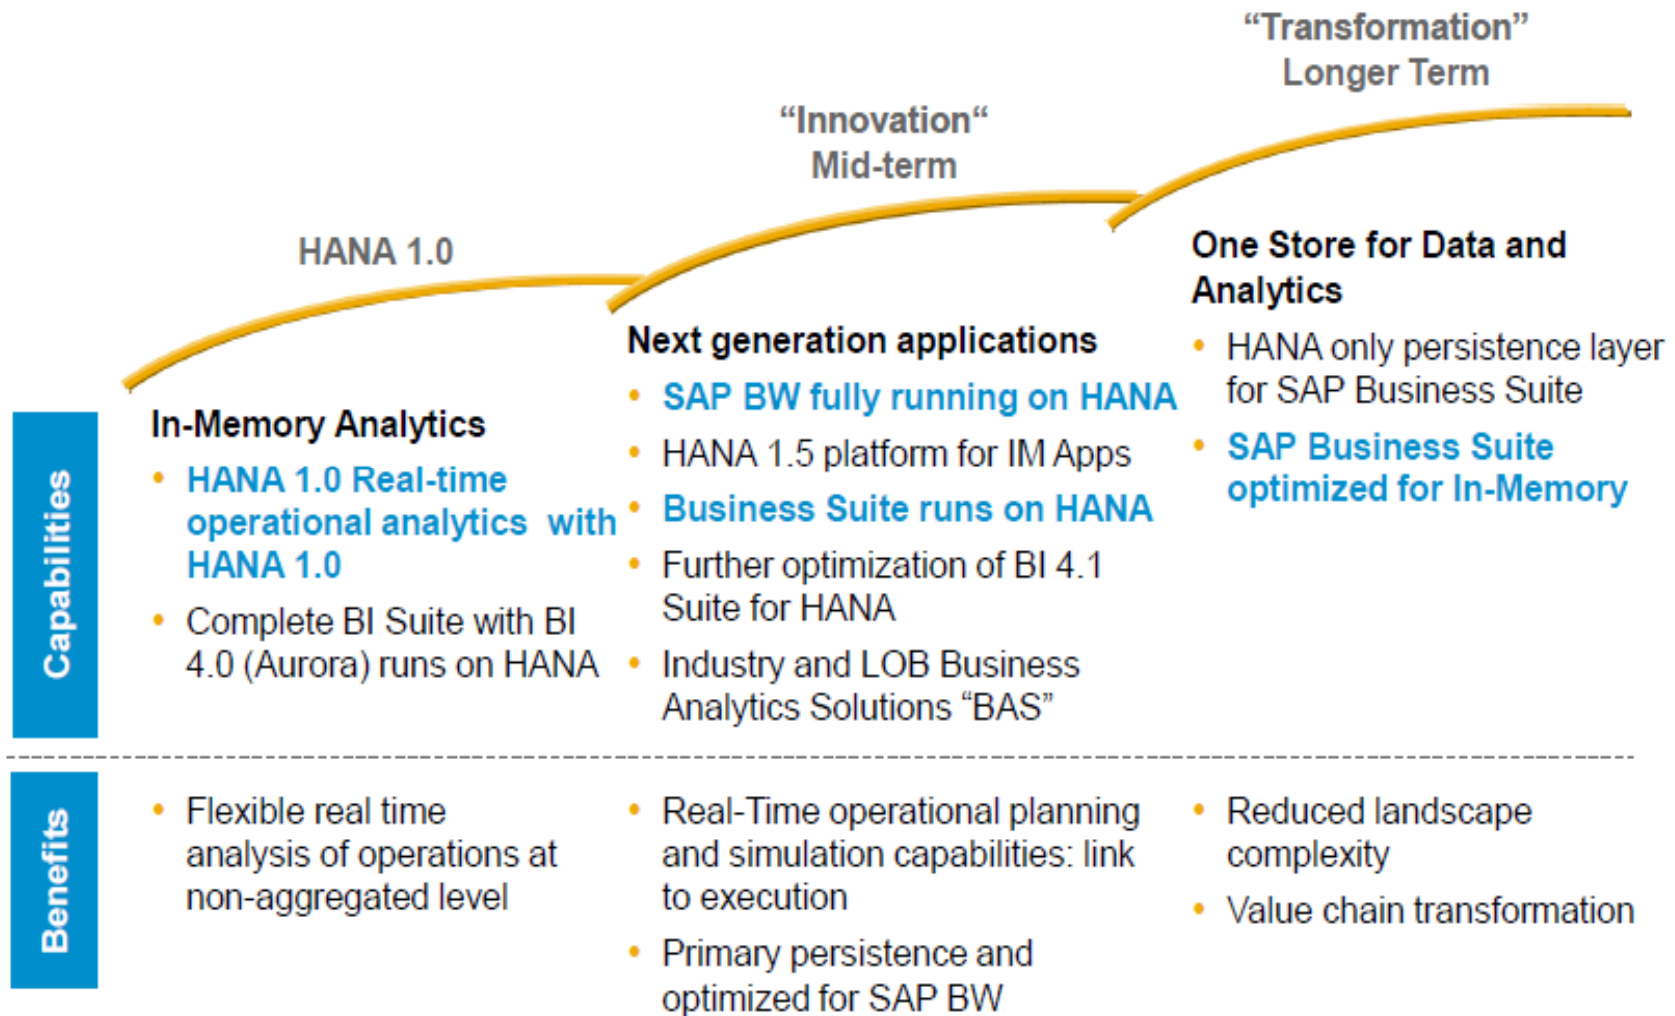 “Transformation”
Longer Term
“Innovation“
Mid-term
HANA 1.0
Capabilities
In-Memory Analytics
• HANA 1.0 Real-time
operational analytics with
HANA 1.0
• Complete BI Suite with BI
4.0 (Aurora) runs on HANA
Next generation applications
• SAP BW fully running on HANA
• HANA 1.5 platform for IM Apps
• Business Suite runs on HANA
• Further optimization of BI 4.1
Suite for HANA
• Industry and LOB Business
Analytics Solutions “BAS”
One Store for Data and
Analytics
• HANA only persistence layer
for SAP Business Suite
• SAP Business Suite
optimized for In-Memory
Benefits
• Flexible real time
analysis of operations at
non-aggregated level
• Real-Time operational planning
and simulation capabilities: link
to execution
• Primary persistence and
optimized for SAP BW
• Reduced landscape
complexity
• Value chain transformation